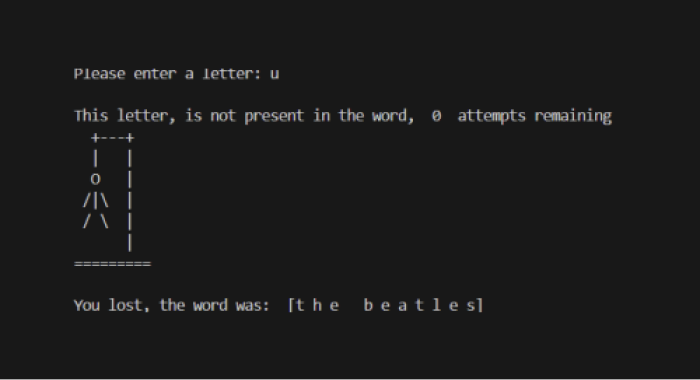 Please enter a letter: u
This letter, is not present in the word,  0  attempts remaining
  +---+
  |   |
  O   |
 /|\  |
 / \  |
      |
=========
You lost, the word was:  [t h e   b e a t l e s]